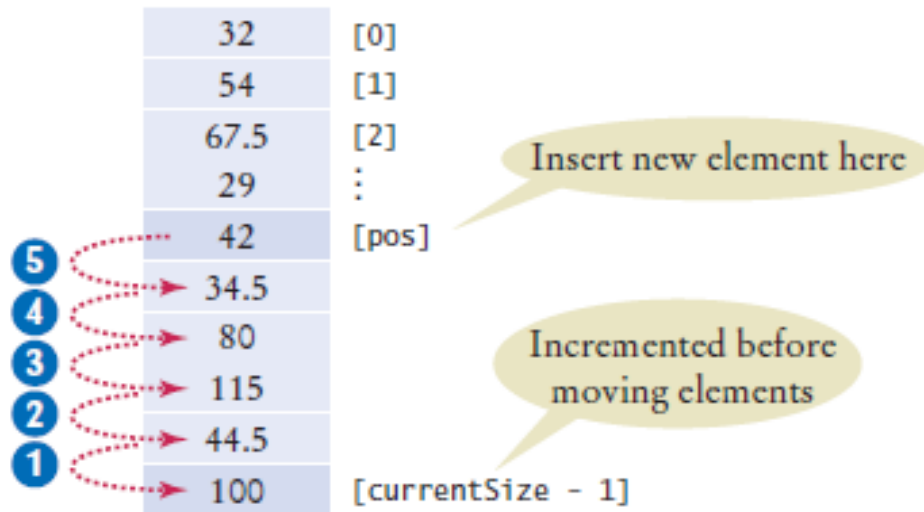 32 [0]
54 [1]
67.5 [2]
Insert new element here
29 ⋮
42 [pos]
5
34.5
4
80
3
115
Incremented before
moving elements
2
44.5
1
100 [currentSize - 1]